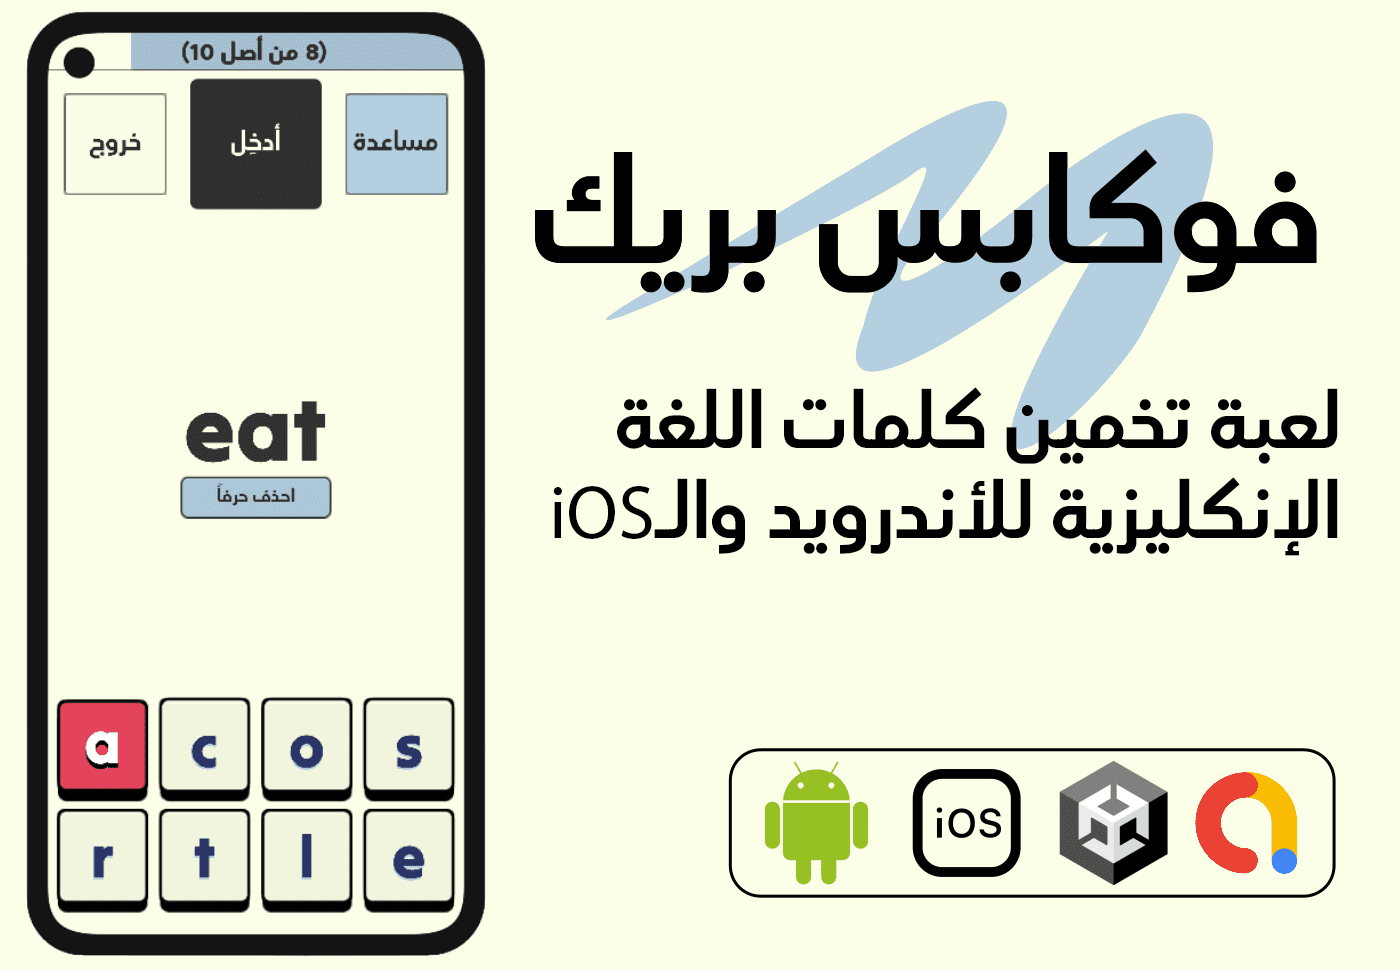 (8 من أصل 10)
مساعدة
أدخِل
خروج
eat
احذف حرفاً
a c o s
r t l e
فوكابس بريك
لعبة تخمين كلمات اللغة
الإنكليزية للأندرويد والـiOS
iOS